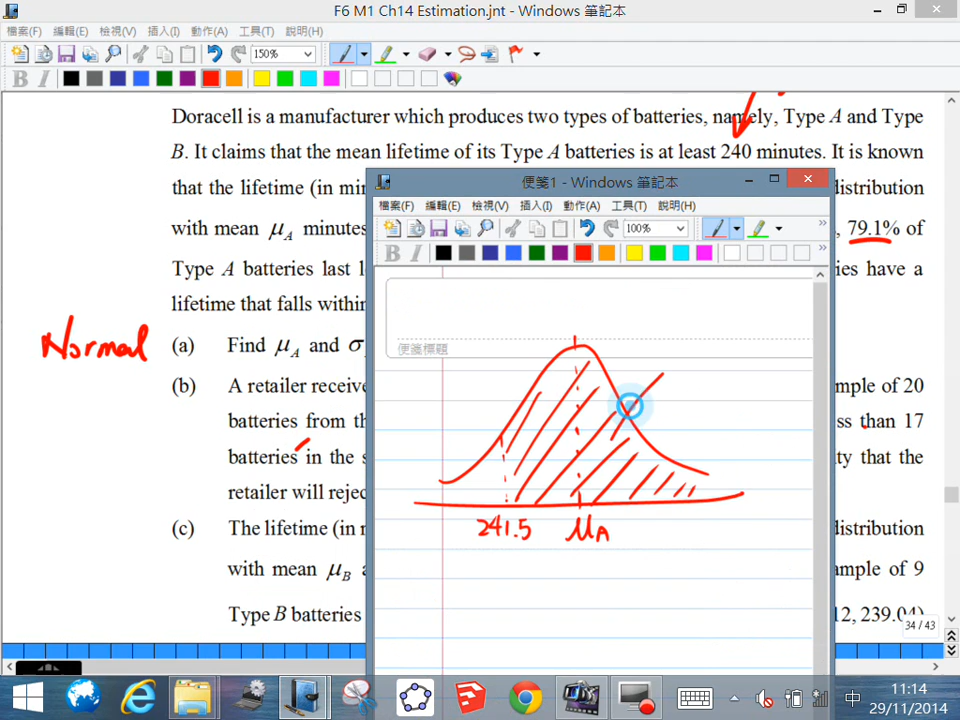 F6 M1 Ch14 Estimation.jnt - Windows 筆記本
檔案(F) 編輯(E) 檢視(V) 插入(I) 動作(A) 工具(T) 說明(H)
150%
B I
Doracell is a manufacturer which produces two types of batteries, namely, Type A and Type
B. It claims that the mean lifetime of its Type A batteries is at least 240 minutes. It is known
that the lifetime (in min distribution
with mean μA minutes , 79.1% of
Type A batteries last l ies have a
lifetime that falls within
Normal
(a) Find μA and σ
(b) A retailer receive mple of 20
batteries from th ss than 17
batteries in the s ty that the
retailer will rejec
(c) The lifetime (in m distribution
with mean μB a ample of 9
Type B batteries 12, 239.04)
便箋1 - Windows 筆記本
檔案(F) 編輯(E) 檢視(V) 插入(I) 動作(A) 工具(T) 說明(H)
100%
B I
便箋標題
241.5 μA
34 / 43
中
11:14
29/11/2014